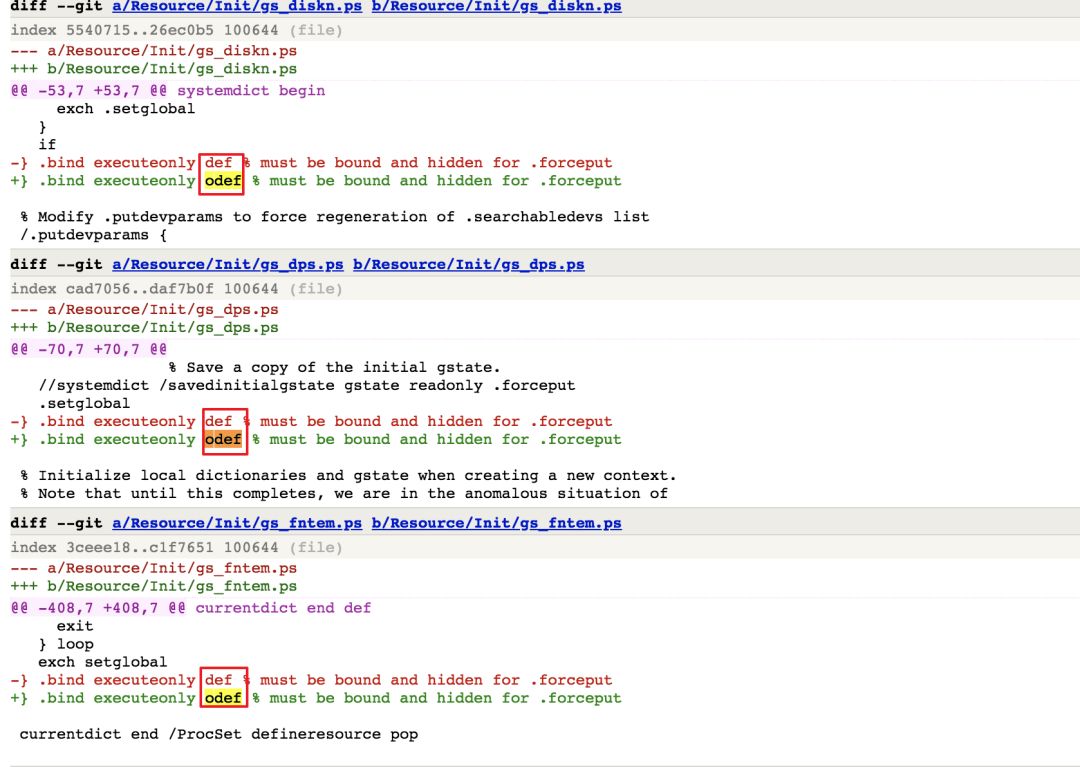 diff --git a/Resource/Init/gs_diskn.ps b/Resource/Init/gs_diskn.ps
index 5540715..26ec0b5 100644 (file)
--- a/Resource/Init/gs_diskn.ps
+++ b/Resource/Init/gs_diskn.ps
@@ -53,7 +53,7 @@ systemdict begin
     exch .setglobal
   }
   if
-} .bind executeonly def % must be bound and hidden for .forceput
+} .bind executeonly odef % must be bound and hidden for .forceput
 % Modify .putdevparams to force regeneration of .searchabledevs list
 /.putdevparams {
diff --git a/Resource/Init/gs_dps.ps b/Resource/Init/gs_dps.ps
index cad7056..daf7b0f 100644 (file)
--- a/Resource/Init/gs_dps.ps
+++ b/Resource/Init/gs_dps.ps
@@ -70,7 +70,7 @@
                 % Save a copy of the initial gstate.
   //systemdict /savedinitialgstate gstate readonly .forceput
   .setglobal
-} .bind executeonly def % must be bound and hidden for .forceput
+} .bind executeonly odef % must be bound and hidden for .forceput
 % Initialize local dictionaries and gstate when creating a new context.
 % Note that until this completes, we are in the anomalous situation of
diff --git a/Resource/Init/gs_fntem.ps b/Resource/Init/gs_fntem.ps
index 3ceee18..c1f7651 100644 (file)
--- a/Resource/Init/gs_fntem.ps
+++ b/Resource/Init/gs_fntem.ps
@@ -408,7 +408,7 @@ currentdict end def
     exit
   } loop
   exch setglobal
-} .bind executeonly def % must be bound and hidden for .forceput
+} .bind executeonly odef % must be bound and hidden for .forceput
 currentdict end /ProcSet defineresource pop